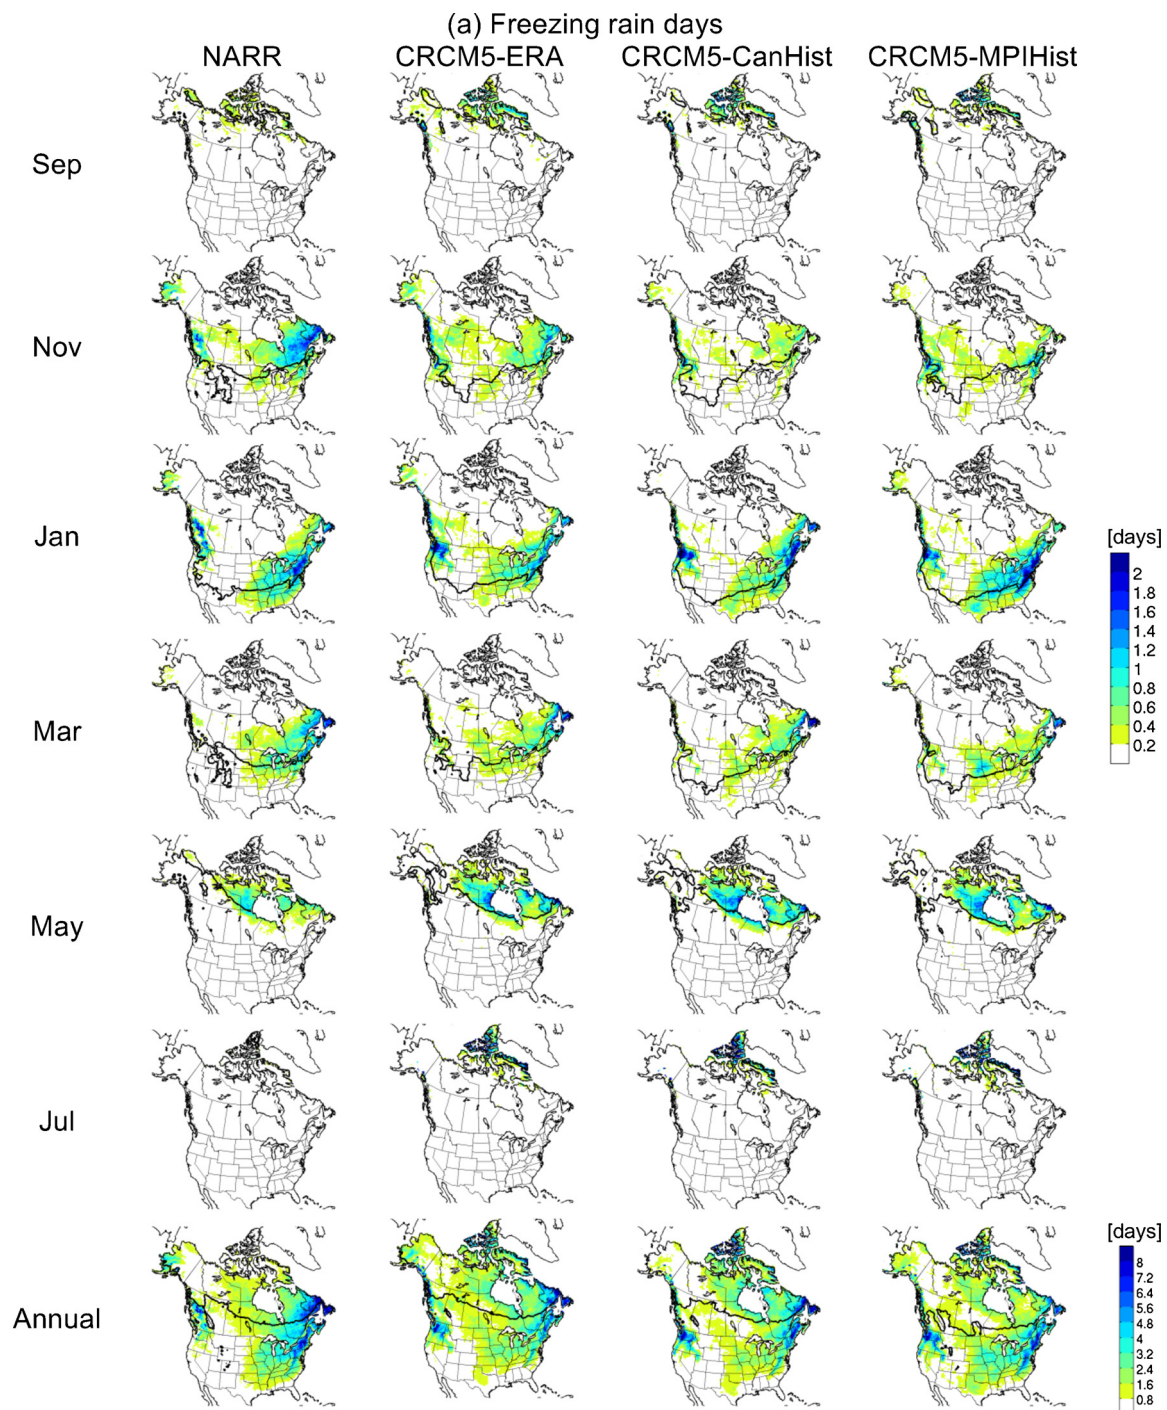 (a) Freezing rain days
NARR CRCM5-ERA CRCM5-CanHist CRCM5-MPIHist
Sep
Nov
Jan
[days]
2
1.8
1.6
1.4
1.2
1
0.8
0.6
0.4
0.2
Mar
May
Jul
[days]
8
7.2
6.4
5.6
4.8
4
3.2
2.4
1.6
0.8
Annual